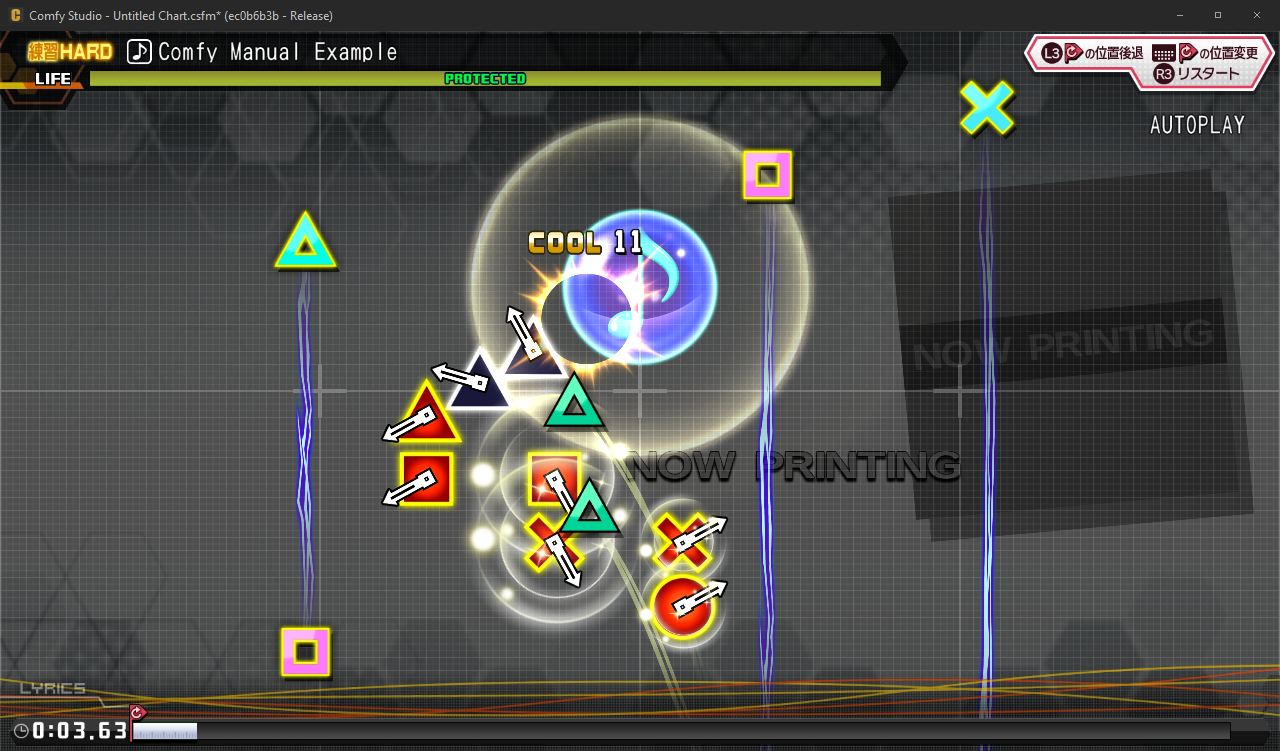 Comfy Studio - Untitled Chart.csfm* (ec0b6b3b - Release)
練習HARD
Comfy Manual Example
LIFE
PROTECTED
L3 の位置後退 の位置変更
R3 リスタート
AUTOPLAY
COOL 11
NOW PRINTING
NOW PRINTING
LYRICS
0:03.63